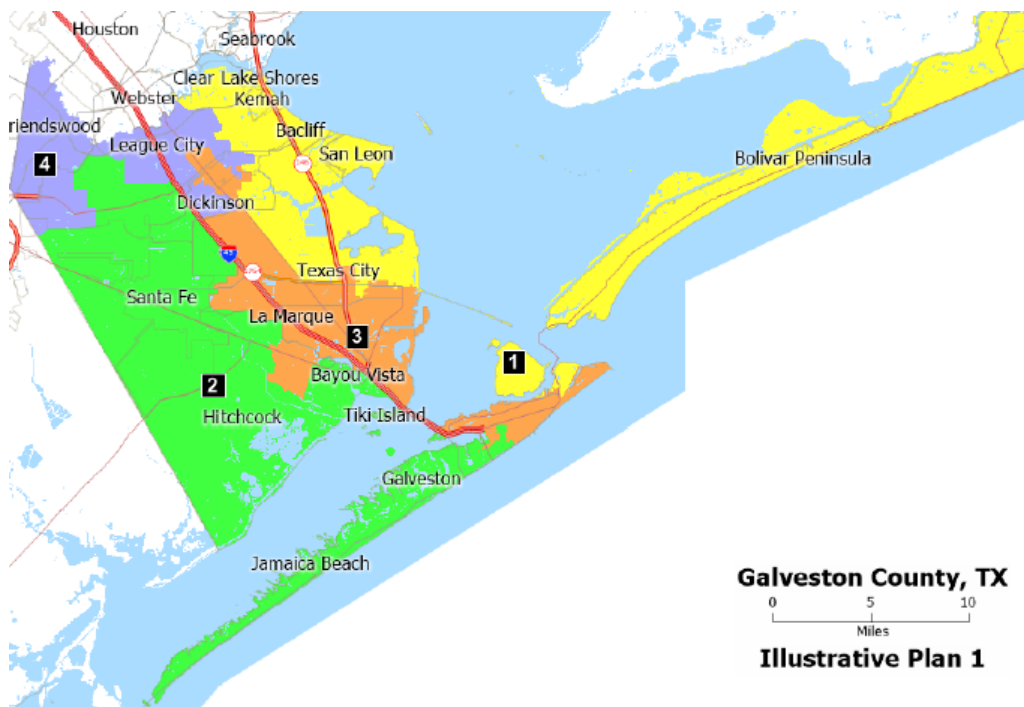 Houston
Seabrook
Clear Lake Shores
Webster
Kemah
riendswood
Bacliff
League City
San Leon
4
Bolivar Peninsula
Dickinson
45
Texas City
Santa Fe
La Marque
3
1
Bayou Vista
2
Tiki Island
Hitchcock
Galveston
Jamaica Beach
Galveston County, TX
0 5 10
Miles
Illustrative Plan 1